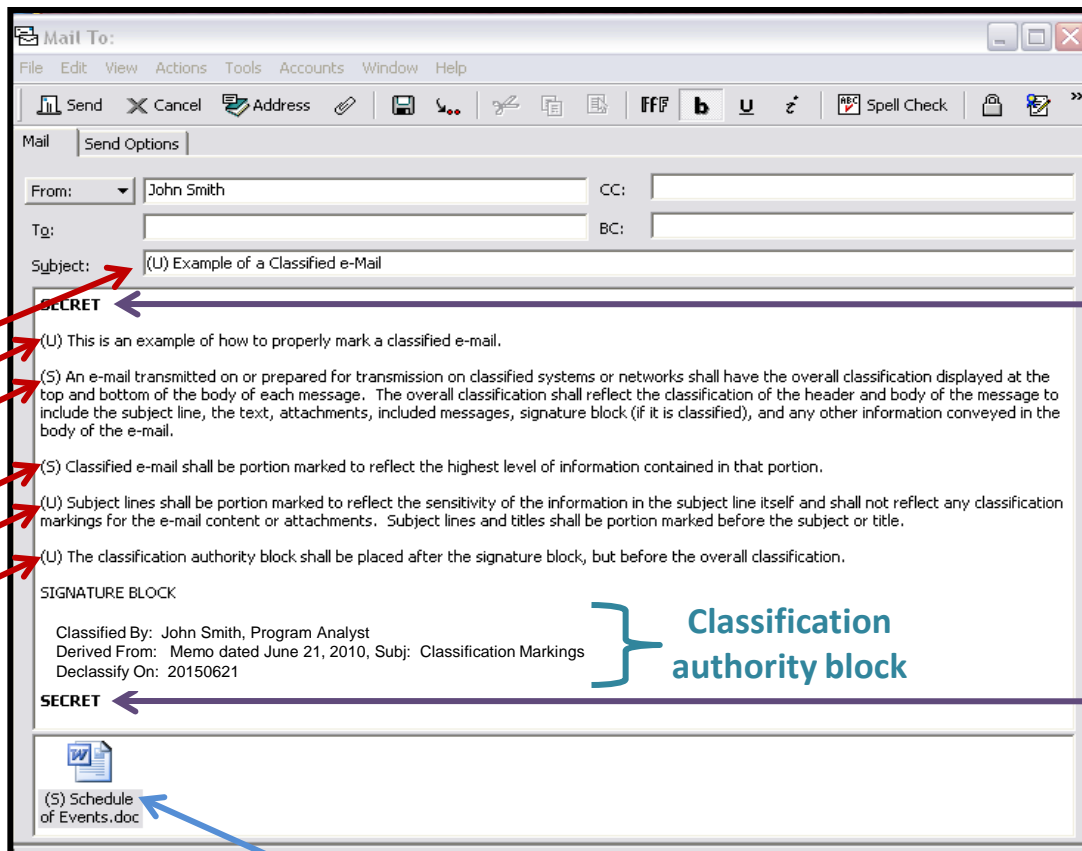 Mail To:
File Edit View Actions Tools Accounts Window Help
Send Cancel Address FfF b U i ABC Spell Check »
Mail Send Options
From: John Smith CC:
To: BC:
Subject: (U) Example of a Classified e-Mail
SECRET
(U) This is an example of how to properly mark a classified e-mail.
(S) An e-mail transmitted on or prepared for transmission on classified systems or networks shall have the overall classification displayed at the
top and bottom of the body of each message. The overall classification shall reflect the classification of the header and body of the message to
include the subject line, the text, attachments, included messages, signature block (if it is classified), and any other information conveyed in the
body of the e-mail.
(S) Classified e-mail shall be portion marked to reflect the highest level of information contained in that portion.
(U) Subject lines shall be portion marked to reflect the sensitivity of the information in the subject line itself and shall not reflect any classification
markings for the e-mail content or attachments. Subject lines and titles shall be portion marked before the subject or title.
(U) The classification authority block shall be placed after the signature block, but before the overall classification.
SIGNATURE BLOCK
Classified By: John Smith, Program Analyst
Derived From: Memo dated June 21, 2010, Subj: Classification Markings
Declassify On: 20150621
Classification
authority block
SECRET
(S) Schedule
of Events.doc